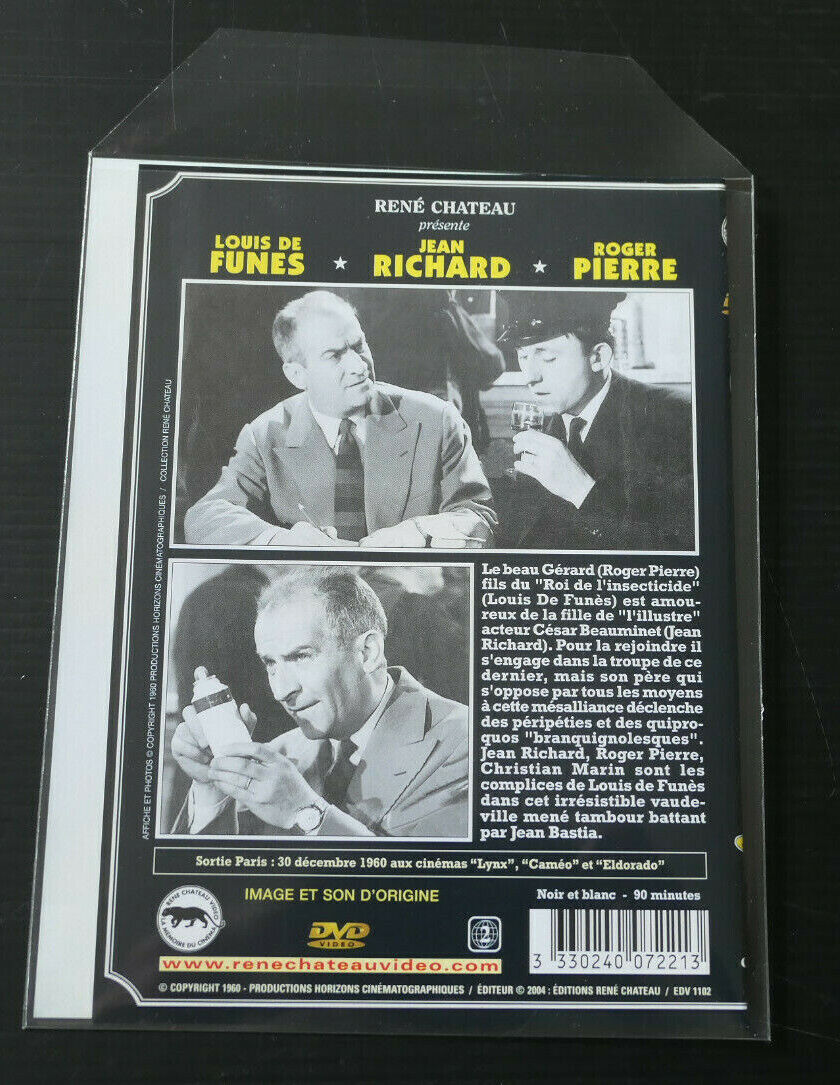 RENÉ CHATEAU
présente
LOUIS DE FUNES ★ JEAN RICHARD ★ ROGER PIERRE
AFFICHE ET PHOTOS © COPYRIGHT 1960 PRODUCTIONS HORIZONS CINÉMATOGRAPHIQUES / COLLECTION RENÉ CHATEAU
Le beau Gérard (Roger Pierre)
fils du "Roi de l'insecticide"
(Louis De Funès) est amou-
reux de la fille de "l'illustre"
acteur César Beauminet (Jean
Richard). Pour la rejoindre il
s'engage dans la troupe de ce
dernier, mais son père qui
s'oppose par tous les moyens
à cette mésalliance déclenche
des péripéties et des quipro-
quos "branquignolesques".
Jean Richard, Roger Pierre,
Christian Marin sont les
complices de Louis de Funès
dans cet irrésistible vaude-
ville mené tambour battant
par Jean Bastia.
Sortie Paris : 30 décembre 1960 aux cinémas "Lynx", "Caméo" et "Eldorado"
IMAGE ET SON D'ORIGINE
Noir et blanc - 90 minutes
RENE CHATEAU VIDEO
LA MEMOIRE DU CINEMA
DVD
VIDEO
2
www.renechateauvideo.com
3 330240 072213
© COPYRIGHT 1960 - PRODUCTIONS HORIZONS CINÉMATOGRAPHIQUES / ÉDITEUR © 2004 : ÉDITIONS RENÉ CHATEAU / EDV 1102